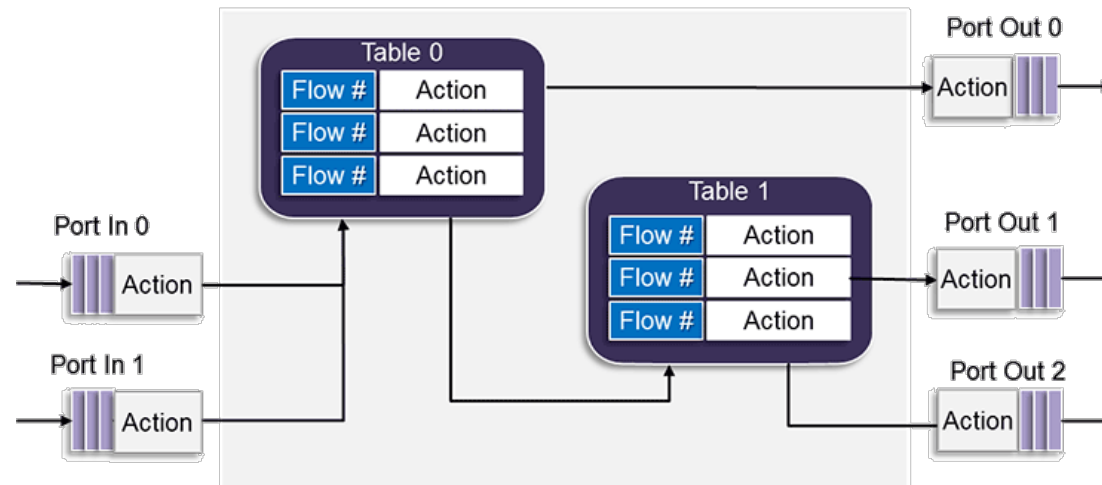 Port Out 0
Table 0
Flow # Action
Flow # Action
Flow # Action
Action
Table 1
Port In 0
Port Out 1
Flow # Action
Flow # Action
Flow # Action
Action
Action
Port In 1
Port Out 2
Action
Action